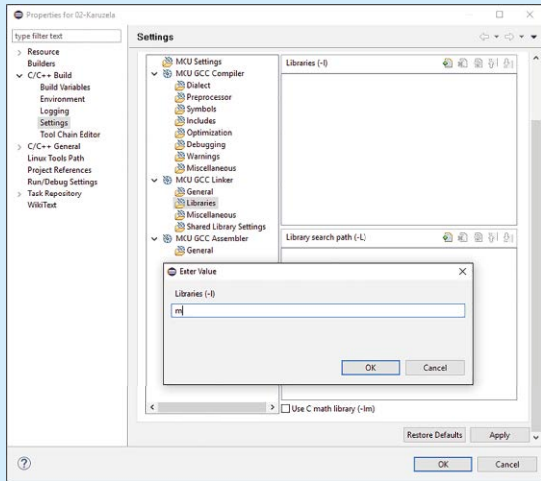 Properties for 02-Karuzela
type filter text
Resource
Builders
C/C++ Build
Build Variables
Environment
Logging
Settings
Tool Chain Editor
C/C++ General
Linux Tools Path
Project References
Run/Debug Settings
Task Repository
WikiText
Settings
MCU Settings
MCU GCC Compiler
Dialect
Preprocessor
Symbols
Includes
Optimization
Debugging
Warnings
Miscellaneous
MCU GCC Linker
General
Libraries
Miscellaneous
Shared Library Settings
MCU GCC Assembler
General
Libraries (-l)
Library search path (-L)
Enter Value
Libraries (-l)
m
OK Cancel
Use C math library (-lm)
Restore Defaults Apply
OK Cancel